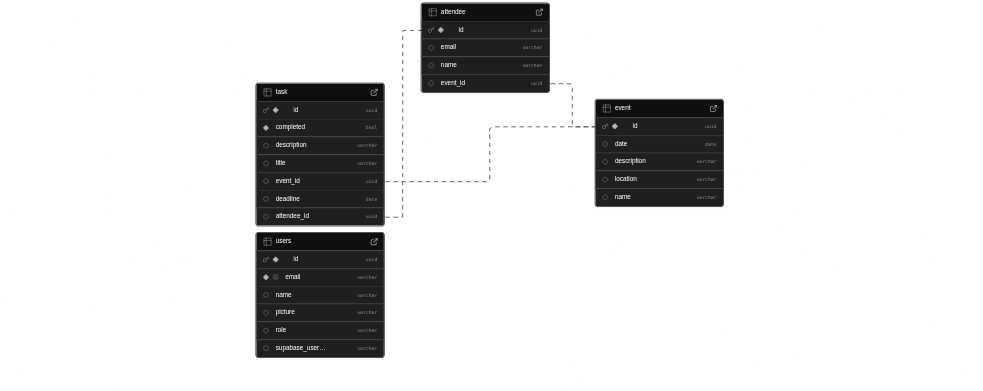 attendee
id uuid
email varchar
name varchar
event_id uuid
task
id uuid
completed bool
description varchar
title varchar
event_id uuid
deadline date
attendee_id uuid
event
id uuid
date date
description varchar
location varchar
name varchar
users
id uuid
email varchar
name varchar
picture varchar
role varchar
supabase_user... varchar